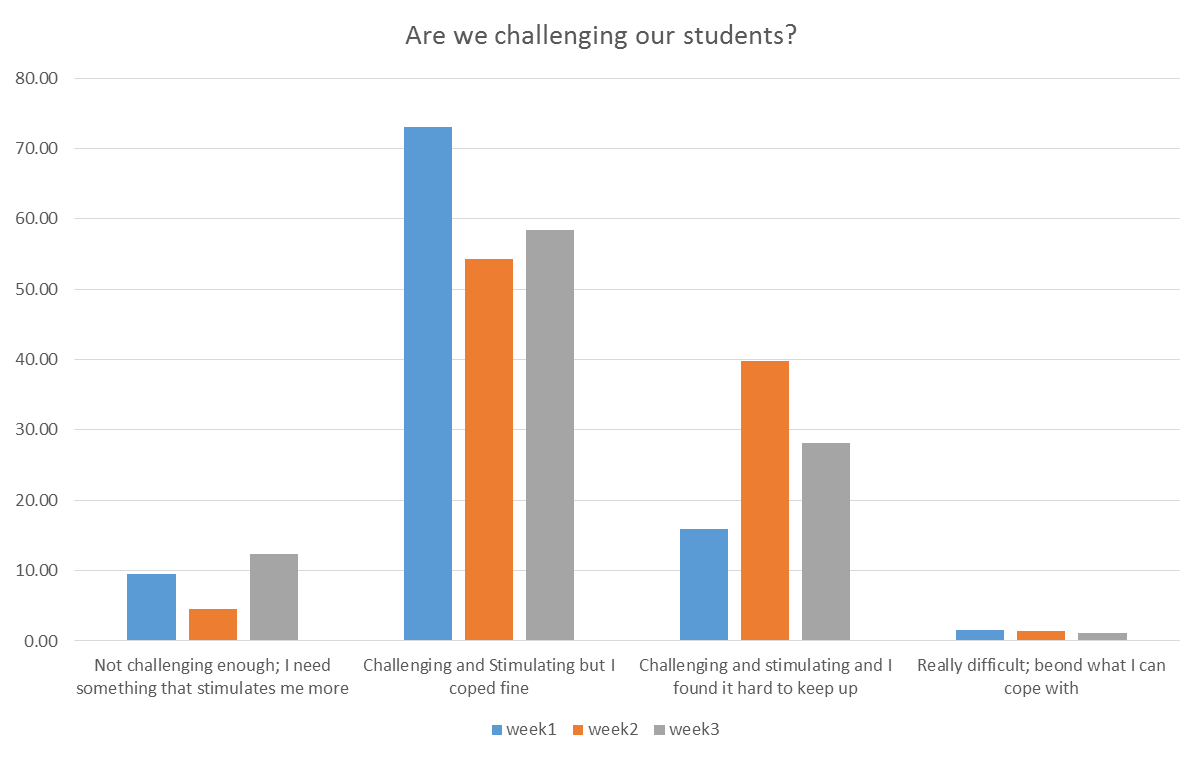 Are we challenging our students?
80.00
70.00
60.00
50.00
40.00
30.00
20.00
10.00
0.00
Not challenging enough; I need
something that stimulates me more
Challenging and Stimulating but I
coped fine
Challenging and stimulating and I
found it hard to keep up
Really difficult; beond what I can
cope with
week1 week2 week3